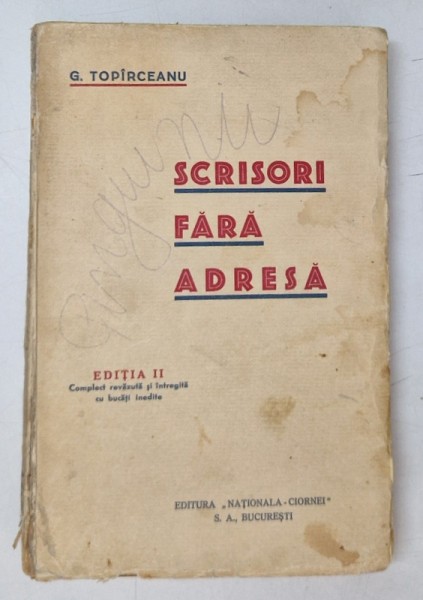 G. TOPÎRCEANU
SCRISORI
FĂRĂ
ADRESĂ
EDIȚIA II
Complect revăzută și întregită
cu bucăți inedite
EDITURA „NAȚIONALA-CIORNEI"
S. A., BUCUREȘTI